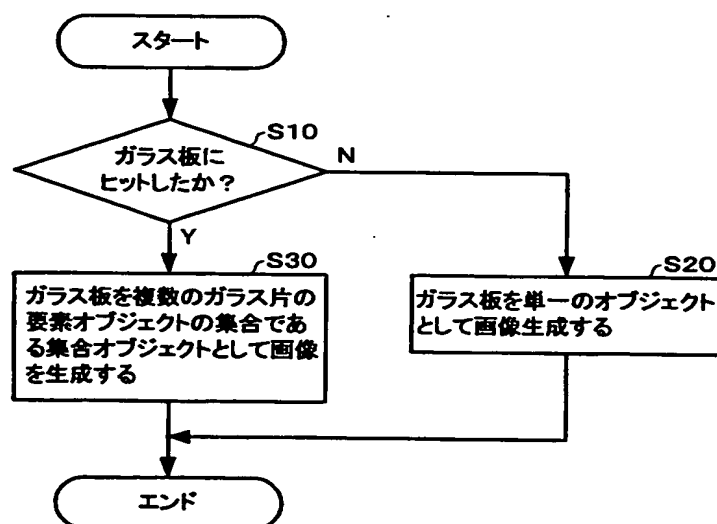 スタート
S10
ガラス板に
ヒットしたか?
N
Y
S30
ガラス板を複数のガラス片の
要素オブジェクトの集合であ
る集合オブジェクトとして画像
を生成する
S20
ガラス板を単一のオブジェクト
として画像生成する
エンド